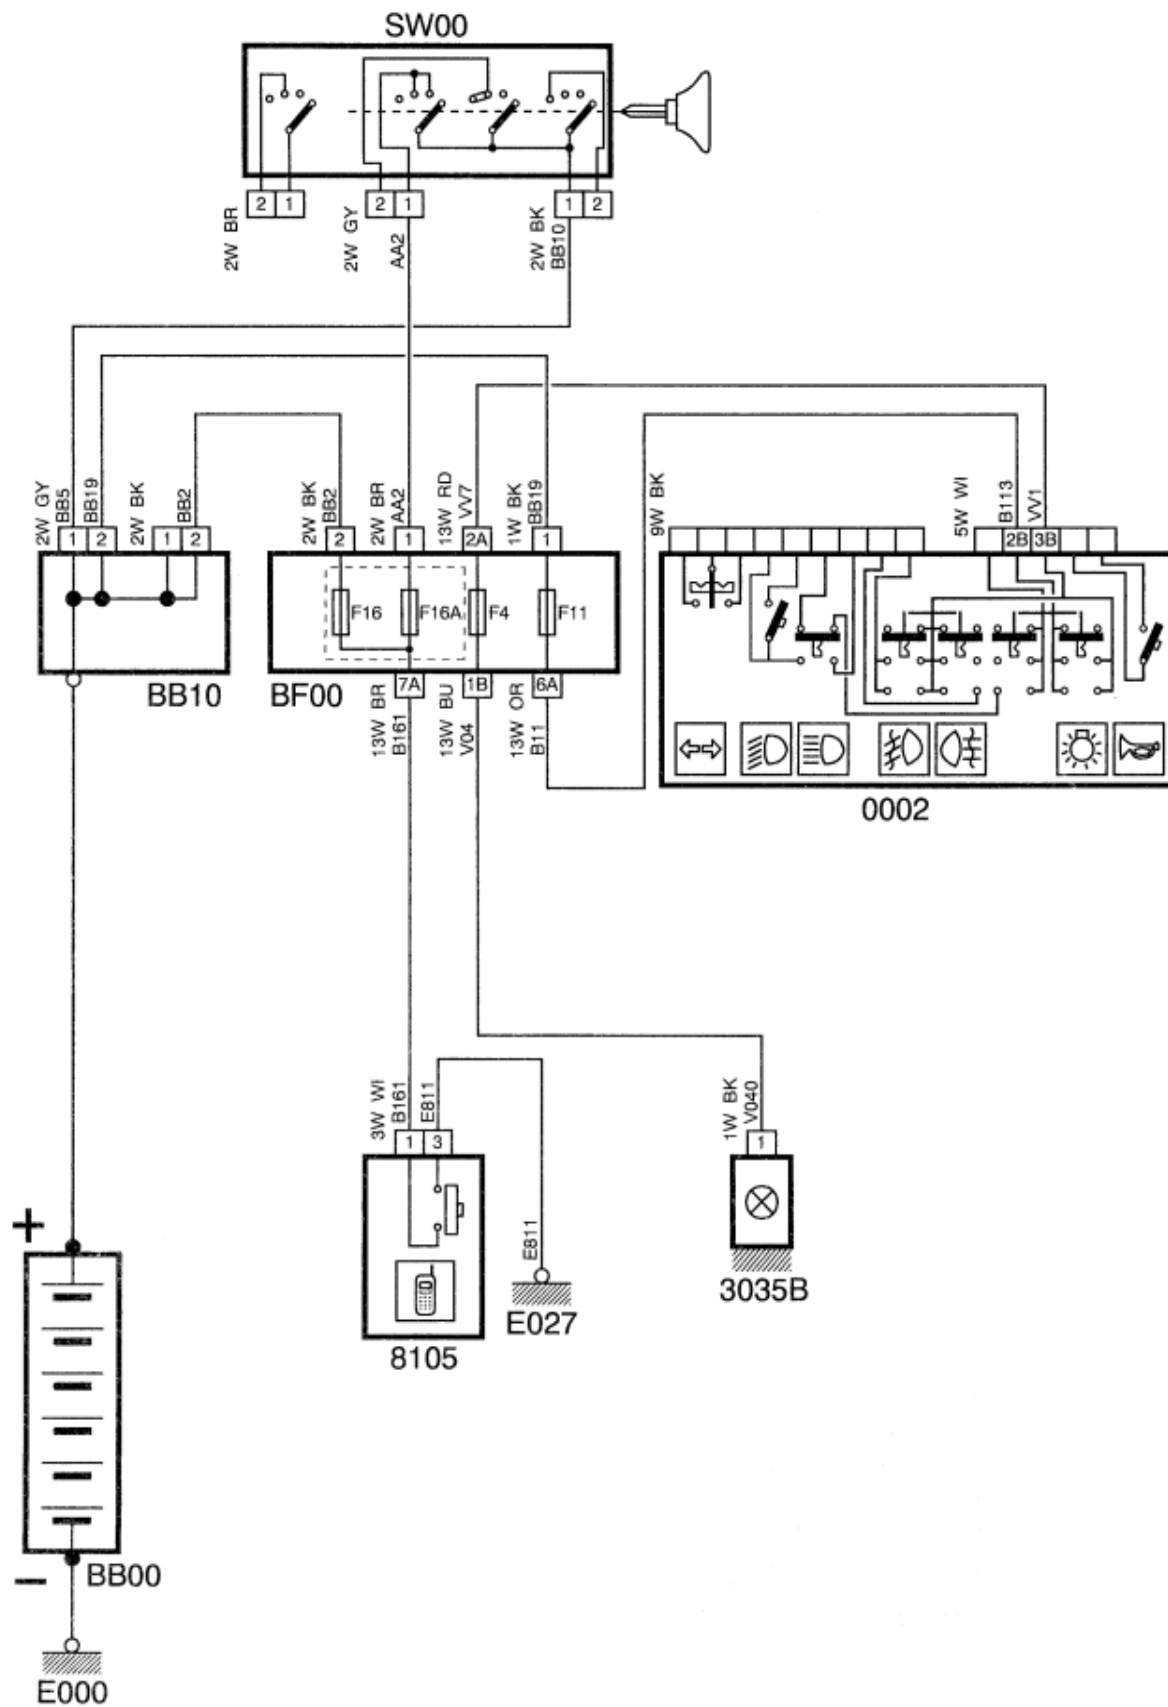 SW00
2 1
2 1
1 2
2W BR
2W GY
AA2
2W BK
BB10
2W GY
BB5
BB19
2W BK
BB2
2W BK
BB2
2W BR
AA2
13W RD
VV7
1W BK
BB19
9W BK
5W WI
B113
VV1
1 2
1 2
2
1
2A
1
2B 3B
F16
F16A
F4
F11
BB10
BF00
7A
1B
6A
13W BR
B161
13W BU
V04
13W OR
B11
0002
3W WI
B161
E811
1W BK
V040
1 3
1
E811
+
3035B
E027
8105
− BB00
E000